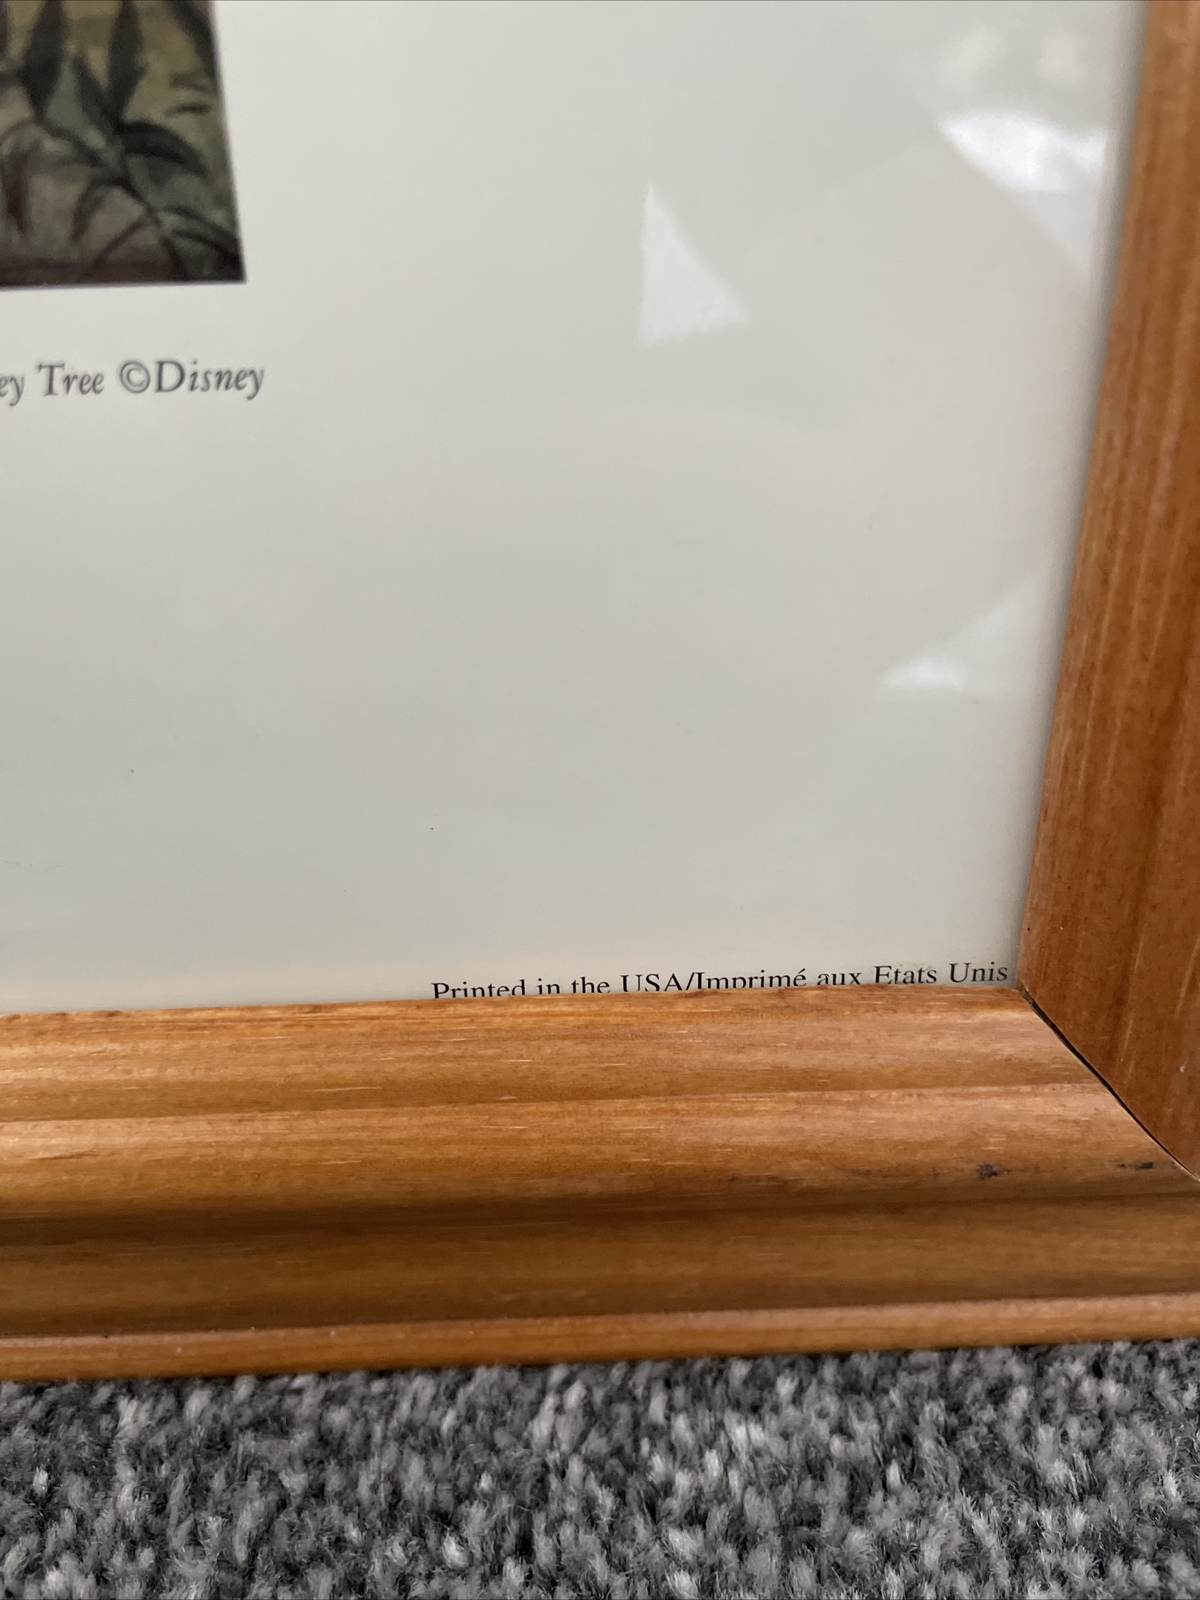 ey Tree ©Disney
Printed in the USA/Imprimé aux Etats Unis